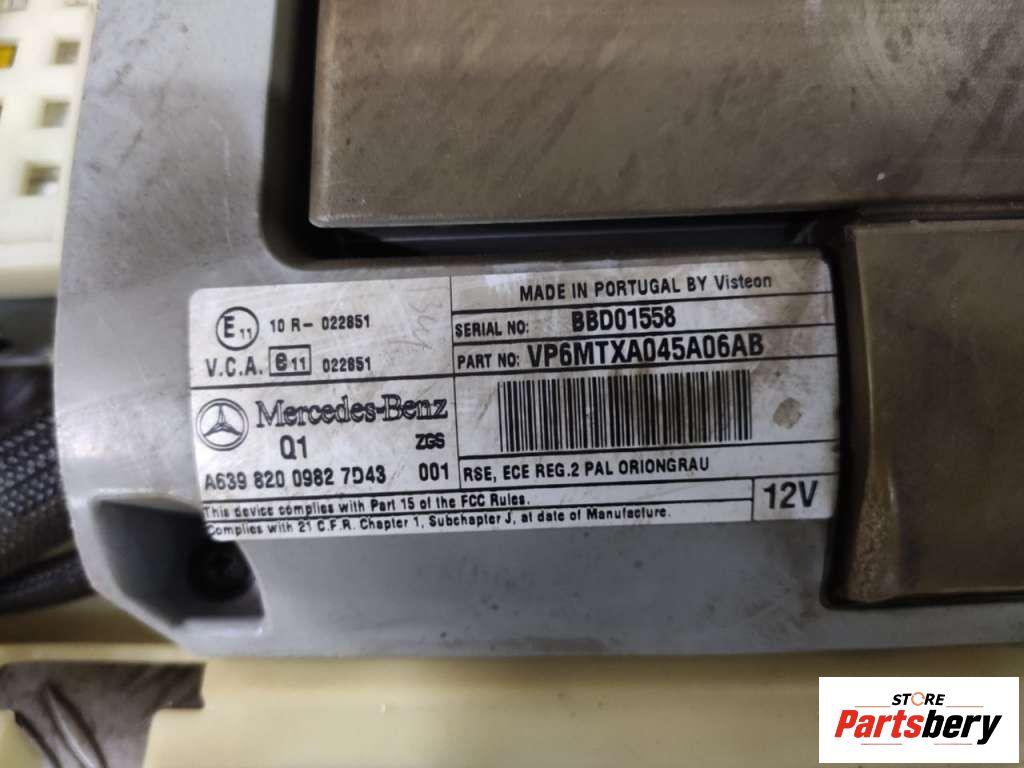 E11 10 R- 022851
V.C.A. e11 022851
MADE IN PORTUGAL BY Visteon
SERIAL NO: BBD01558
PART NO: VP6MTXA045A06AB
Mercedes-Benz
Q1 ZGS
A639 820 0982 7D43 001
RSE, ECE REG.2 PAL ORIONGRAU
This device complies with Part 15 of the FCC Rules.
Complies with 21 C.F.R. Chapter 1, Subchapter J, at date of Manufacture.
12V
STORE
Partsbery